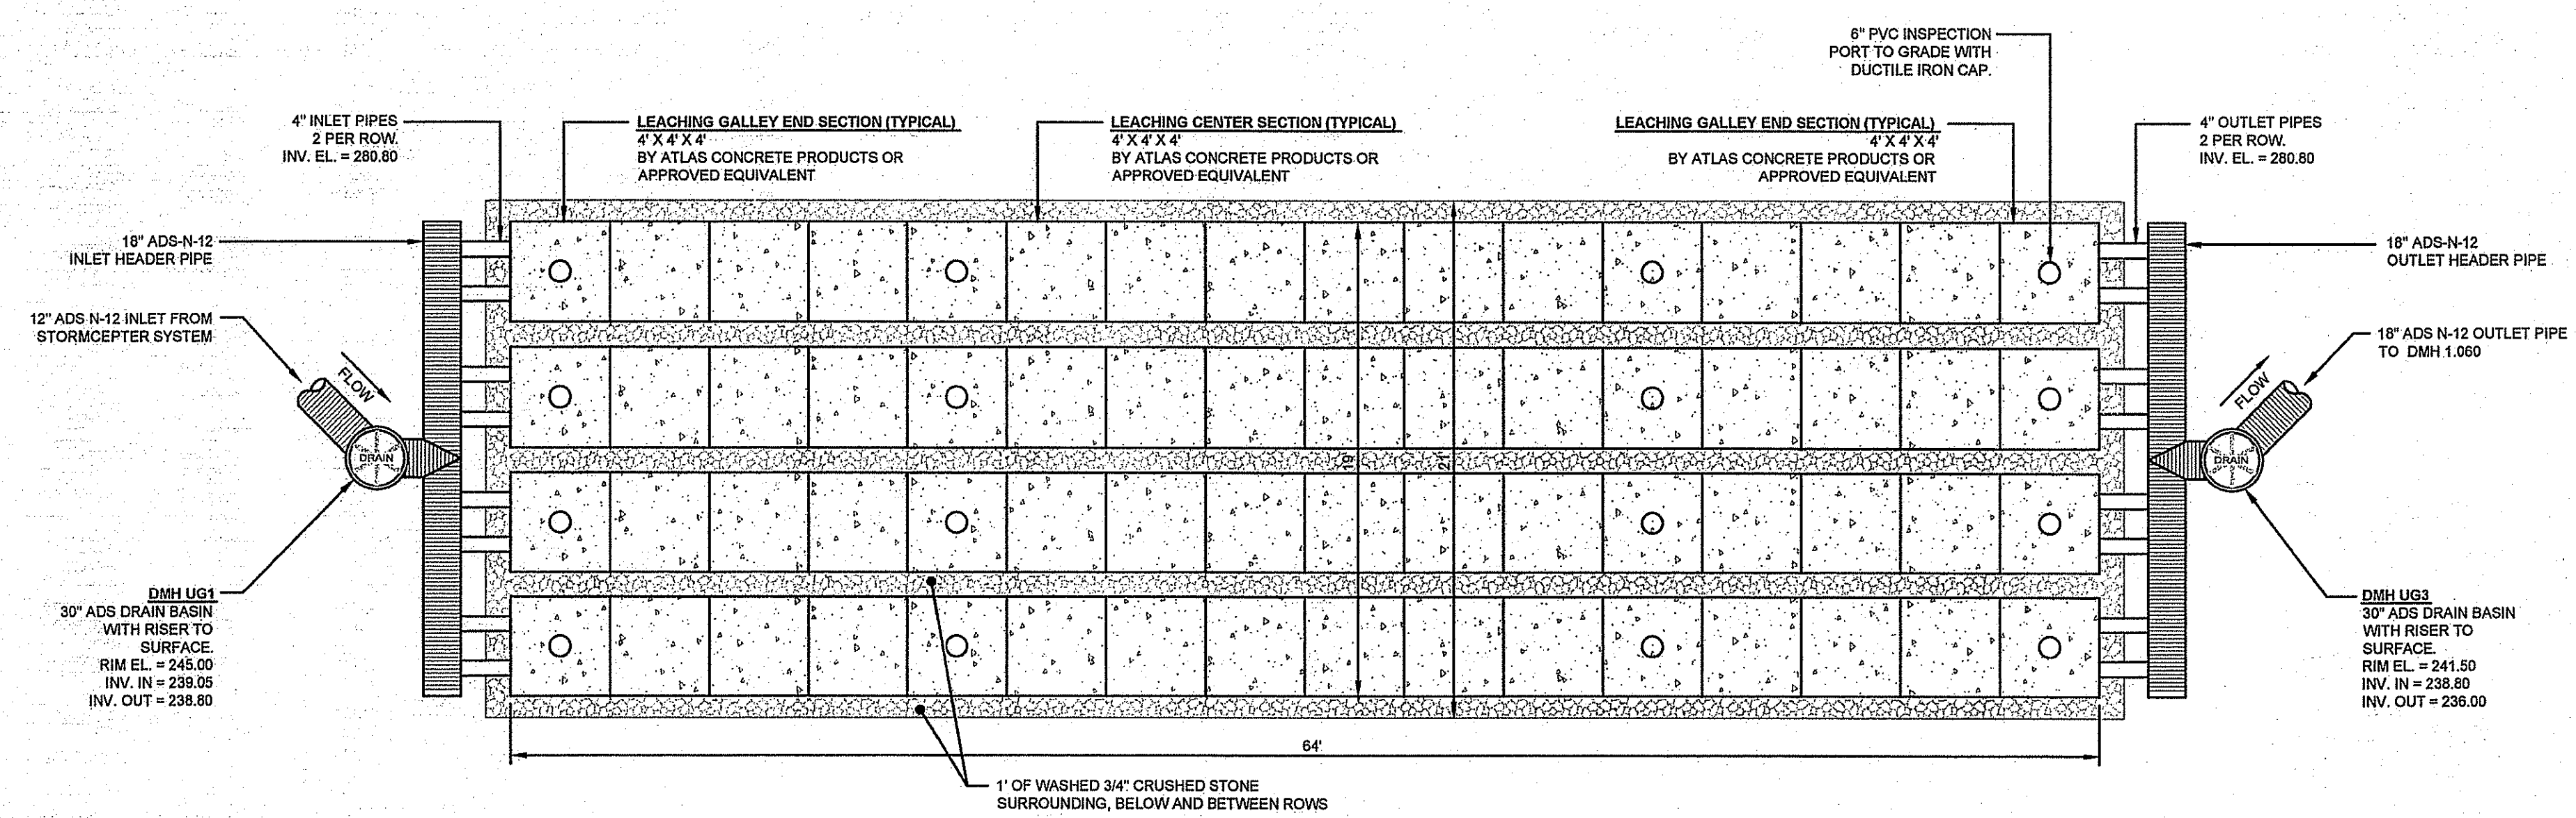 6" PVC INSPECTION
PORT TO GRADE WITH
DUCTILE IRON CAP.
4" INLET PIPES
2 PER ROW.
INV. EL. = 280.80
LEACHING GALLEY END SECTION (TYPICAL)
4' X 4' X 4'
BY ATLAS CONCRETE PRODUCTS OR
APPROVED EQUIVALENT
LEACHING CENTER SECTION (TYPICAL)
4' X 4' X 4'
BY ATLAS CONCRETE PRODUCTS OR
APPROVED EQUIVALENT
LEACHING GALLEY END SECTION (TYPICAL)
4' X 4' X 4'
BY ATLAS CONCRETE PRODUCTS OR
APPROVED EQUIVALENT
4" OUTLET PIPES
2 PER ROW.
INV. EL. = 280.80
18" ADS-N-12
INLET HEADER PIPE
18" ADS-N-12
OUTLET HEADER PIPE
12" ADS N-12 INLET FROM
STORMCEPTER SYSTEM
FLOW
DRAIN
18" ADS N-12 OUTLET PIPE
TO DMH 1.060
FLOW
DRAIN
19'
21'
DMH UG1
30" ADS DRAIN BASIN
WITH RISER TO
SURFACE.
RIM EL. = 245.00
INV. IN = 239.05
INV. OUT = 238.80
DMH UG3
30" ADS DRAIN BASIN
WITH RISER TO
SURFACE.
RIM EL. = 241.50
INV. IN = 238.80
INV. OUT = 236.00
64'
1' OF WASHED 3/4" CRUSHED STONE
SURROUNDING, BELOW AND BETWEEN ROWS